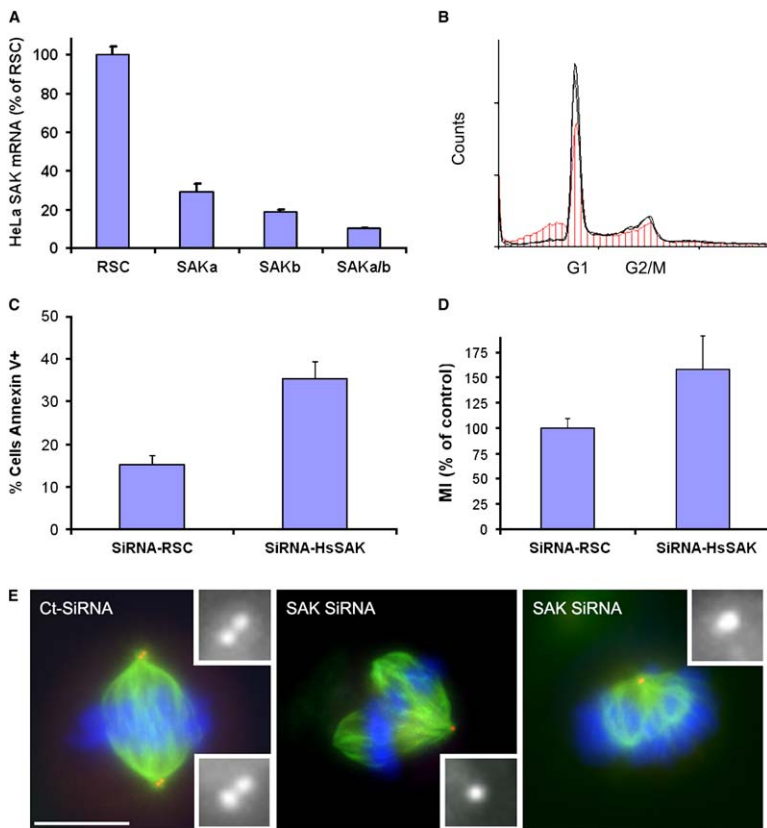 A
HeLa SAK mRNA (% of RSC)
100
80
60
40
20
0
RSC SAKa SAKb SAKa/b
B
Counts
G1 G2/M
C
% Cells Annexin V+
50
40
30
20
10
0
SiRNA-RSC SiRNA-HsSAK
D
MI (% of control)
175
150
125
100
75
50
25
0
SiRNA-RSC SiRNA-HsSAK
E
Ct-SiRNA
SAK SiRNA
SAK SiRNA